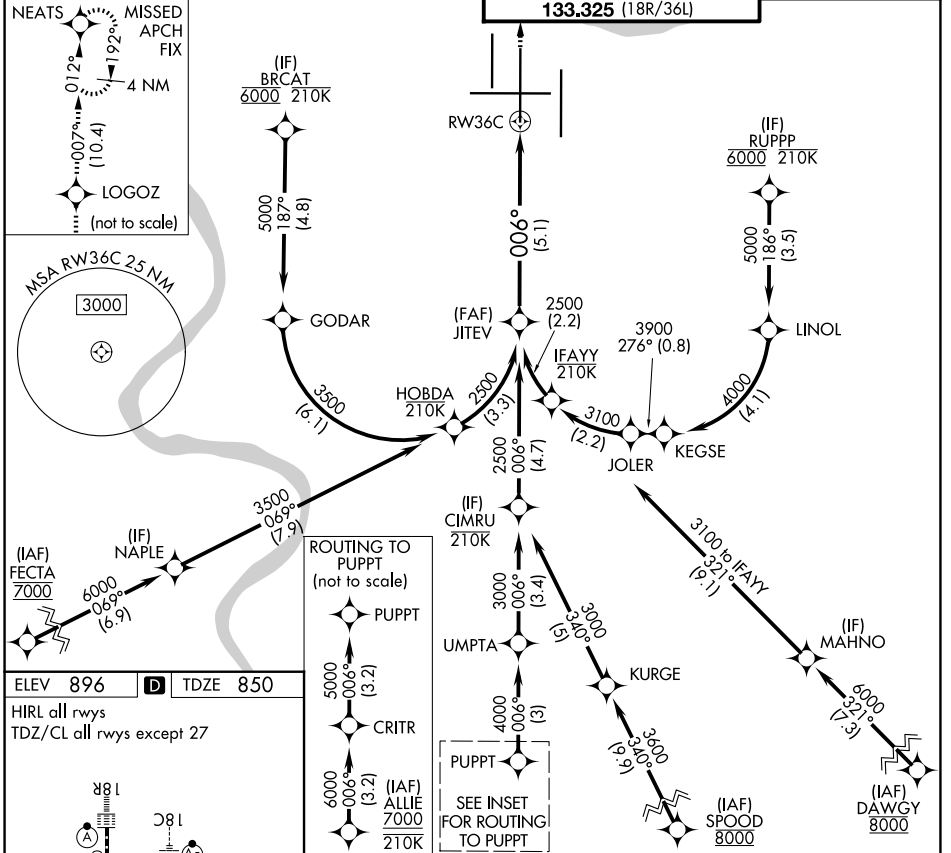 133.325 (18R/36L)
NEATS
MISSED
APCH
FIX
012°
192°
4 NM
007°
(10.4)
LOGOZ
(not to scale)
(IF)
BRCAT
6000 210K
5000
187°
(4.8)
GODAR
RW36C
006°
(5.1)
(IF)
RUPPP
6000 210K
5000
186°
(3.5)
LINOL
MSA RW36C 25 NM
3000
(FAF)
JITEV
2500
(2.2)
IFAYY
210K
3900
276° (0.8)
4000
(4.1)
3500
(6.1)
HOBDA
210K
2500
(3.3)
3100
(2.2)
JOLER
KEGSE
2500
006°
(4.7)
3500
069°
(7.9)
(IF)
NAPLE
(IF)
CIMRU
210K
3100 to IFAYY
321°
(9.1)
(IAF)
FECTA
7000
6000
069°
(6.9)
ROUTING TO
PUPPT
(not to scale)
PUPPT
5000
006°
(3.2)
CRITR
6000
006°
(3.2)
(IAF)
ALLIE
7000
210K
3000
006°
(3.4)
UMPTA
4000
006°
(3)
PUPPT
SEE INSET
FOR ROUTING
TO PUPPT
3000
340°
(5)
KURGE
3600
340°
(9.9)
(IAF)
SPOOD
8000
(IF)
MAHNO
6000
321°
(7.3)
(IAF)
DAWGY
8000
ELEV 896 D TDZE 850
HIRL all rwys
TDZ/CL all rwys except 27
18R
18C
A